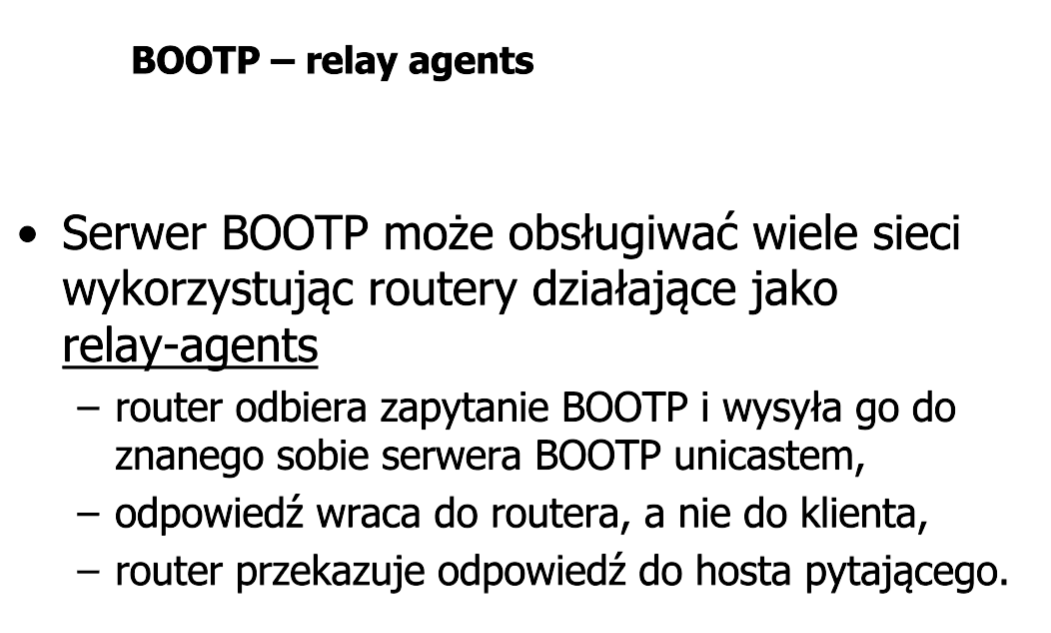 BOOTP – relay agents
• Serwer BOOTP może obsługiwać wiele sieci
wykorzystując routery działające jako
relay-agents
– router odbiera zapytanie BOOTP i wysyła go do
znanego sobie serwera BOOTP unicastem,
– odpowiedź wraca do routera, a nie do klienta,
– router przekazuje odpowiedź do hosta pytającego.